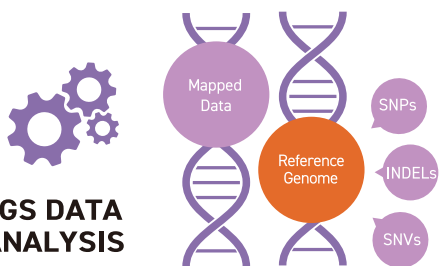 Mapped
Data
Reference
Genome
SNPs
INDELs
SNVs
GS DATA
NALYSIS